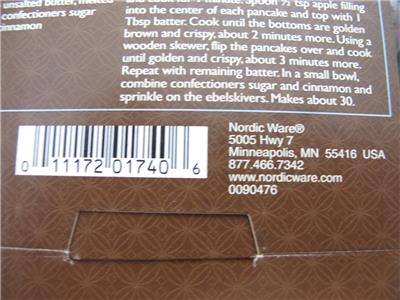 unsalted butter, melted
confectioners sugar
cinnamon
into the center of each pancake and top with 1
Tbsp batter. Cook until the bottoms are golden
brown and crispy, about 2 minutes more. Using a
wooden skewer, flip the pancakes over and cook
until golden and crispy, about 3 minutes more.
Repeat with remaining batter. In a small bowl,
combine confectioners sugar and cinnamon and
sprinkle on the ebelskivers. Makes about 30.
0 11172 01740 6
Nordic Ware®
5005 Hwy 7
Minneapolis, MN 55416 USA
877.466.7342
www.nordicware.com
0090476